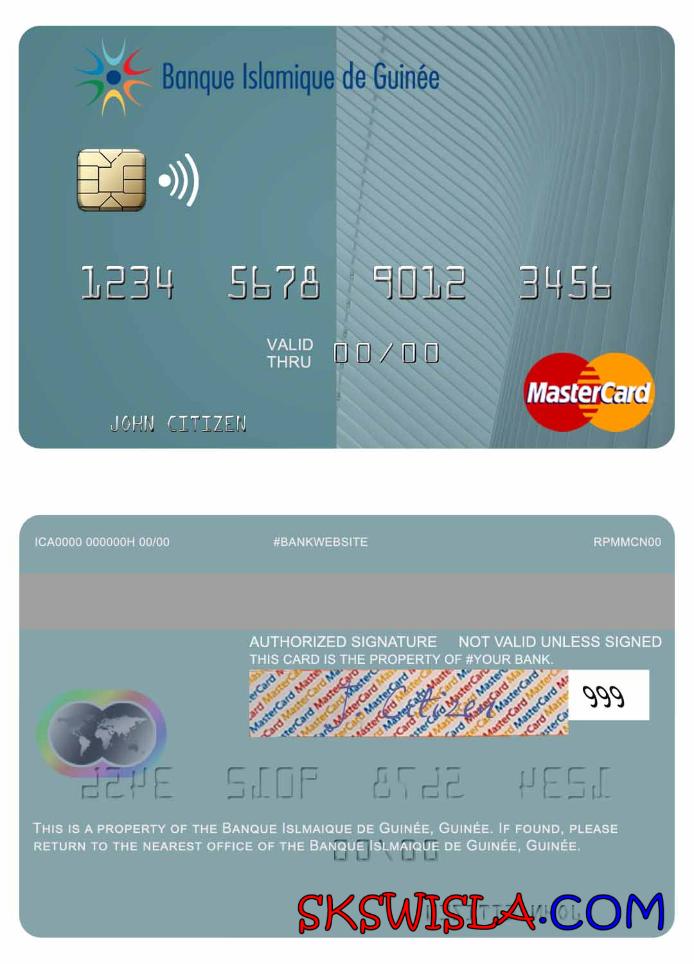 Banque Islamique de Guinée
1234 5678 9012 3456
VALID THRU 00/00
MasterCard
JOHN CITIZEN
ICA0000 000000H 00/00 #BANKWEBSITE RPMMCN00
AUTHORIZED SIGNATURE NOT VALID UNLESS SIGNED
THIS CARD IS THE PROPERTY OF #YOUR BANK.
J Citizen 999
THIS IS A PROPERTY OF THE BANQUE ISLMAIQUE DE GUINÉE, GUINÉE. IF FOUND, PLEASE
RETURN TO THE NEAREST OFFICE OF THE BANQUE ISLMAIQUE DE GUINÉE, GUINÉE.
SKSWISLA.COM